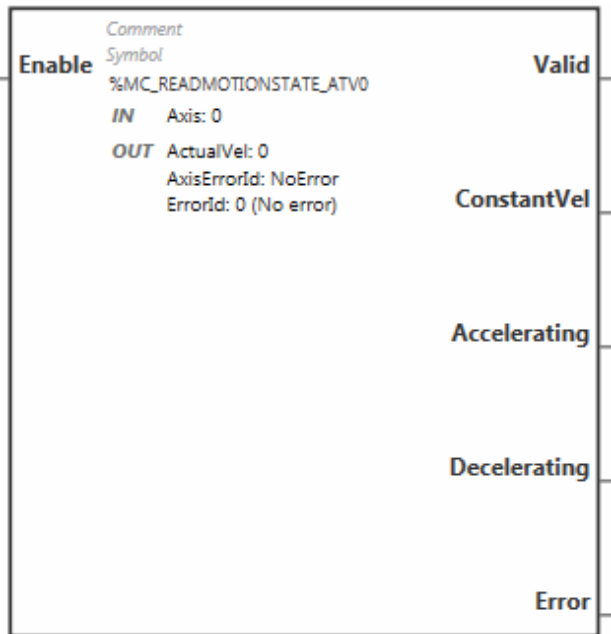 Comment
Symbol
Enable
Valid
%MC_READMOTIONSTATE_ATV0
IN Axis: 0
OUT ActualVel: 0
AxisErrorId: NoError
ErrorId: 0 (No error)
ConstantVel
Accelerating
Decelerating
Error